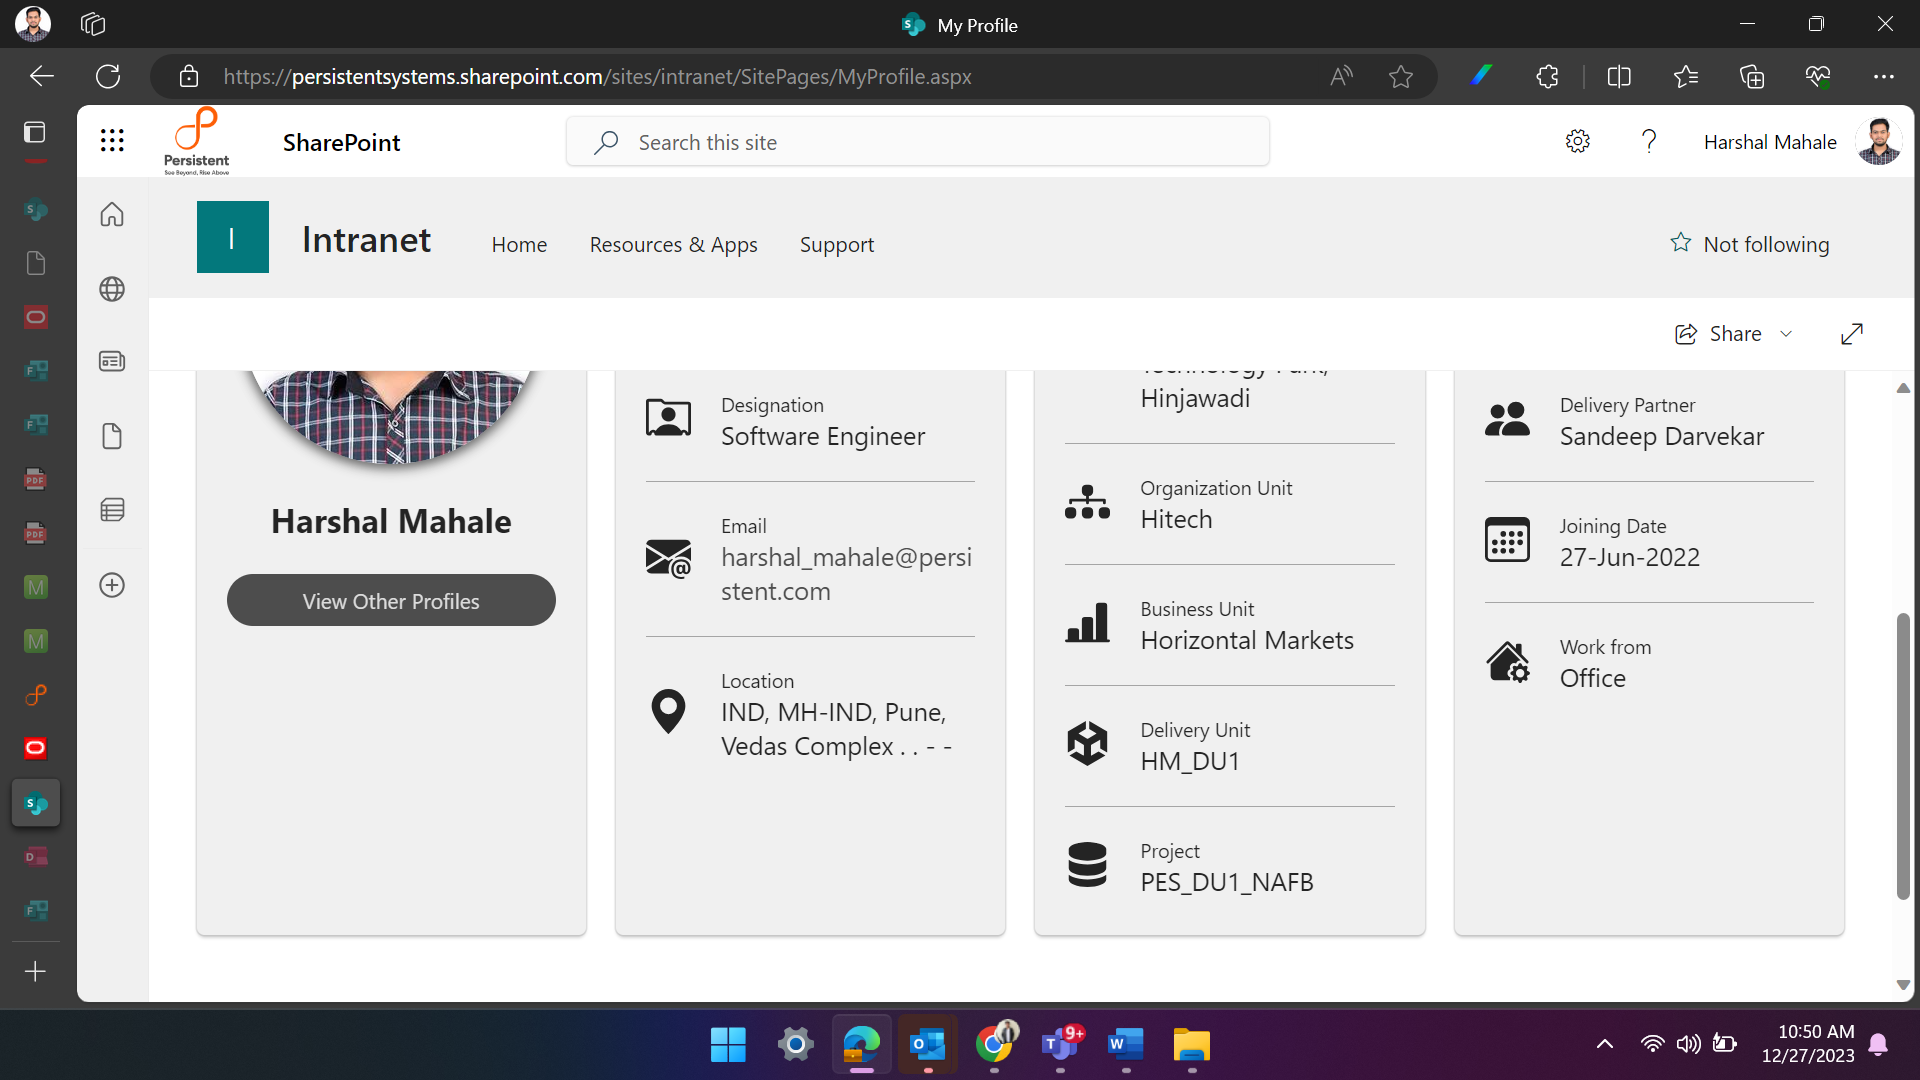 My Profile
https://persistentsystems.sharepoint.com/sites/intranet/SitePages/MyProfile.aspx
Persistent
See Beyond, Rise Above
SharePoint
Search this site
Harshal Mahale
I
Intranet
Home
Resources & Apps
Support
Not following
Share
Harshal Mahale
View Other Profiles
Designation
Software Engineer
Email
harshal_mahale@persi
stent.com
Location
IND, MH-IND, Pune,
Vedas Complex . . - -
Technology Park,
Hinjawadi
Organization Unit
Hitech
Business Unit
Horizontal Markets
Delivery Unit
HM_DU1
Project
PES_DU1_NAFB
Delivery Partner
Sandeep Darvekar
Joining Date
27-Jun-2022
Work from
Office
9+
10:50 AM
12/27/2023